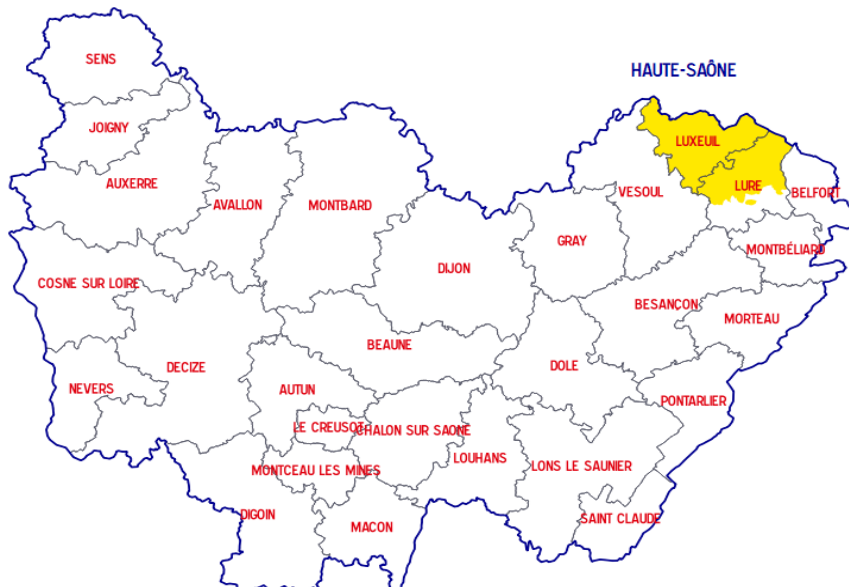 SENS
HAUTE-SAÔNE
JOIGNY
LUXEUIL
AUXERRE
LURE
BELFORT
AVALLON
MONTBARD
VESOUL
GRAY
MONTBÉLIARD
DIJON
COSNE SUR LOIRE
BESANÇON
MORTEAU
BEAUNE
DECIZE
DOLE
NEVERS
AUTUN
PONTARLIER
LE CREUSOT
CHALON SUR SAONE
LOUHANS
LONS LE SAUNIER
MONTCEAU LES MINES
DIGOIN
SAINT CLAUDE
MACON